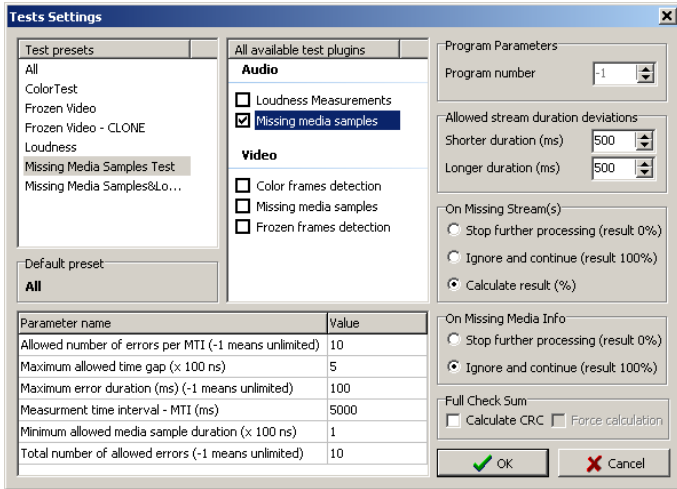 Tests Settings
Test presets
All
ColorTest
Frozen Video
Frozen Video - CLONE
Loudness
Missing Media Samples Test
Missing Media Samples&Lo...
Default preset
All
All available test plugins
Audio
Loudness Measurements
Missing media samples
Video
Color frames detection
Missing media samples
Frozen frames detection
Parameter name Value
Allowed number of errors per MTI (-1 means unlimited) 10
Maximum allowed time gap (x 100 ns) 5
Maximum error duration (ms) (-1 means unlimited) 100
Measurment time interval - MTI (ms) 5000
Minimum allowed media sample duration (x 100 ns) 1
Total number of allowed errors (-1 means unlimited) 10
Program Parameters
Program number -1
Allowed stream duration deviations
Shorter duration (ms) 500
Longer duration (ms) 500
On Missing Stream(s)
Stop further processing (result 0%)
Ignore and continue (result 100%)
Calculate result (%)
On Missing Media Info
Stop further processing (result 0%)
Ignore and continue (result 100%)
Full Check Sum
Calculate CRC Force calculation
OK Cancel